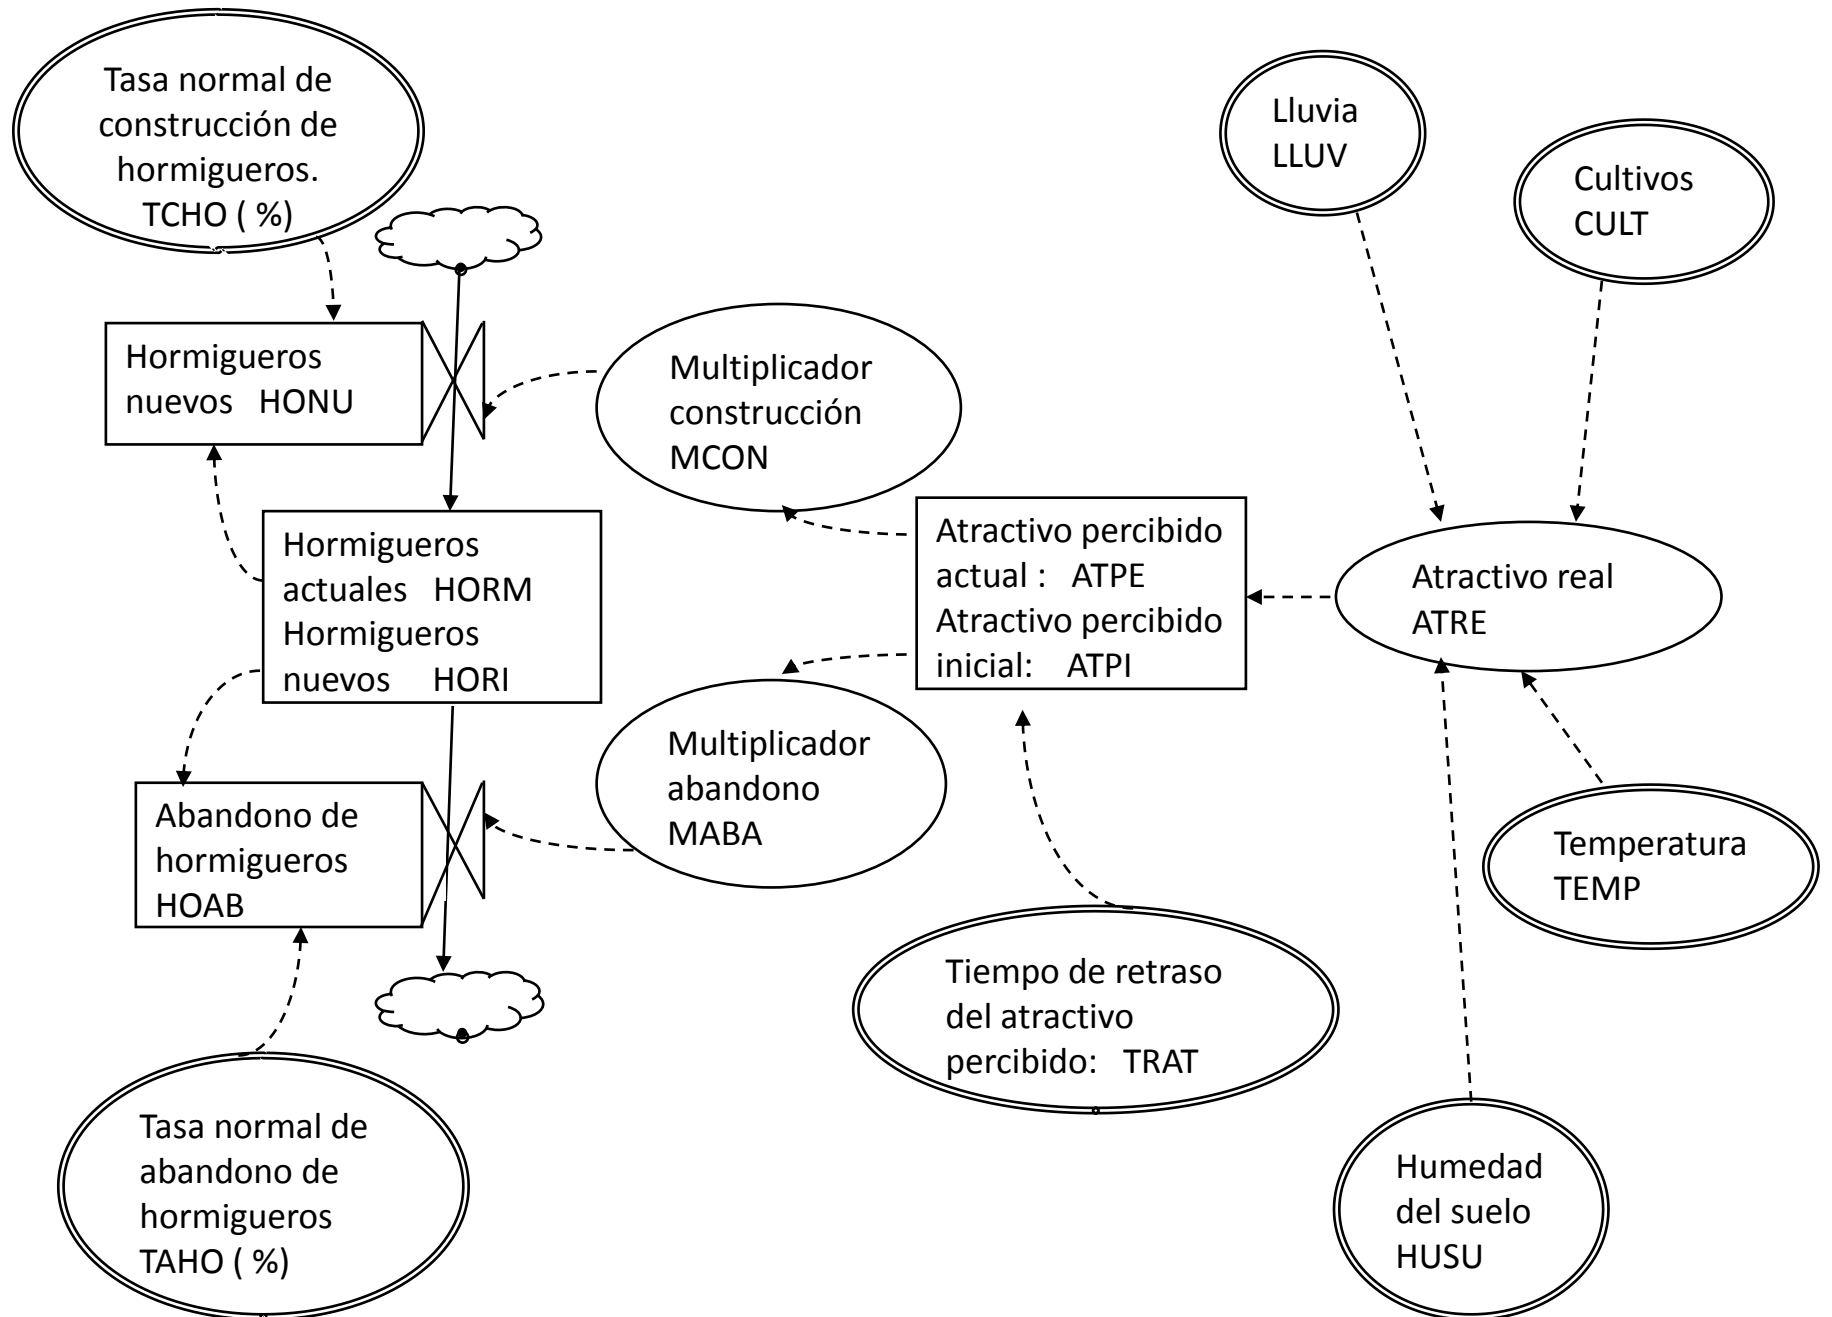 Tasa normal de
construcción de
hormigueros.
TCHO ( %)
Lluvia
LLUV
Cultivos
CULT
Hormigueros
nuevos HONU
Multiplicador
construcción
MCON
Hormigueros
actuales HORM
Hormigueros
nuevos HORI
Atractivo percibido
actual : ATPE
Atractivo percibido
inicial: ATPI
Atractivo real
ATRE
Multiplicador
abandono
MABA
Abandono de
hormigueros
HOAB
Temperatura
TEMP
Tiempo de retraso
del atractivo
percibido: TRAT
Tasa normal de
abandono de
hormigueros
TAHO ( %)
Humedad
del suelo
HUSU